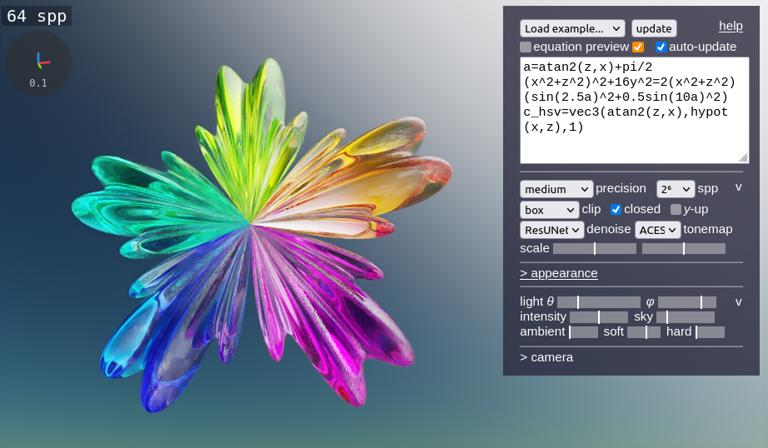 64 spp
0.1
Load example... update help
equation preview auto-update
a=atan2(z,x)+pi/2
(x^2+z^2)^2+16y^2=2(x^2+z^2)
(sin(2.5a)^2+0.5sin(10a)^2)
c_hsv=vec3(atan2(z,x),hypot
(x,z),1)
medium precision 2⁶ spp v
box clip closed y-up
ResUNet denoise ACES tonemap
scale
> appearance
light θ φ v
intensity sky
ambient soft hard
> camera